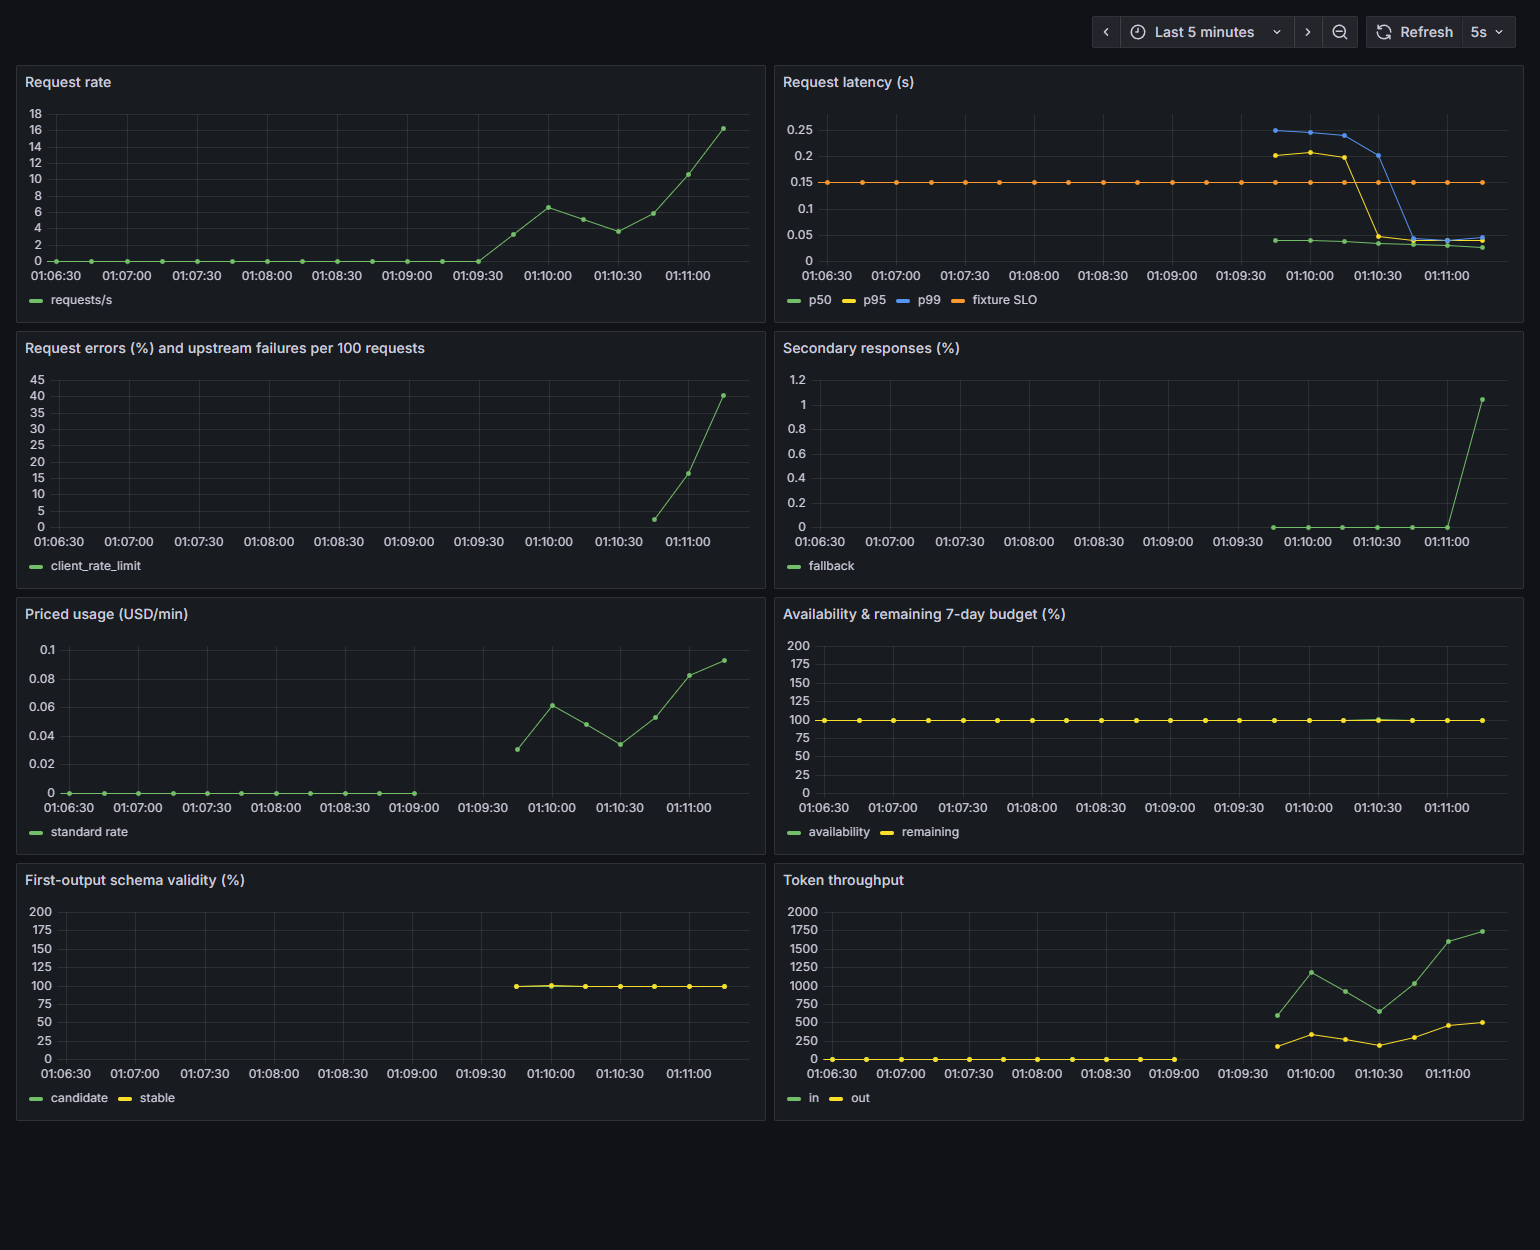 Last 5 minutes Refresh 5s
Request rate
18
16
14
12
10
8
6
4
2
0
01:06:30 01:07:00 01:07:30 01:08:00 01:08:30 01:09:00 01:09:30 01:10:00 01:10:30 01:11:00
requests/s
Request latency (s)
0.25
0.2
0.15
0.1
0.05
0
01:06:30 01:07:00 01:07:30 01:08:00 01:08:30 01:09:00 01:09:30 01:10:00 01:10:30 01:11:00
p50 p95 p99 fixture SLO
Request errors (%) and upstream failures per 100 requests
45
40
35
30
25
20
15
10
5
0
01:06:30 01:07:00 01:07:30 01:08:00 01:08:30 01:09:00 01:09:30 01:10:00 01:10:30 01:11:00
client_rate_limit
Secondary responses (%)
1.2
1
0.8
0.6
0.4
0.2
0
01:06:30 01:07:00 01:07:30 01:08:00 01:08:30 01:09:00 01:09:30 01:10:00 01:10:30 01:11:00
fallback
Priced usage (USD/min)
0.1
0.08
0.06
0.04
0.02
0
01:06:30 01:07:00 01:07:30 01:08:00 01:08:30 01:09:00 01:09:30 01:10:00 01:10:30 01:11:00
standard rate
Availability & remaining 7-day budget (%)
200
175
150
125
100
75
50
25
0
01:06:30 01:07:00 01:07:30 01:08:00 01:08:30 01:09:00 01:09:30 01:10:00 01:10:30 01:11:00
availability remaining
First-output schema validity (%)
200
175
150
125
100
75
50
25
0
01:06:30 01:07:00 01:07:30 01:08:00 01:08:30 01:09:00 01:09:30 01:10:00 01:10:30 01:11:00
candidate stable
Token throughput
2000
1750
1500
1250
1000
750
500
250
0
01:06:30 01:07:00 01:07:30 01:08:00 01:08:30 01:09:00 01:09:30 01:10:00 01:10:30 01:11:00
in out